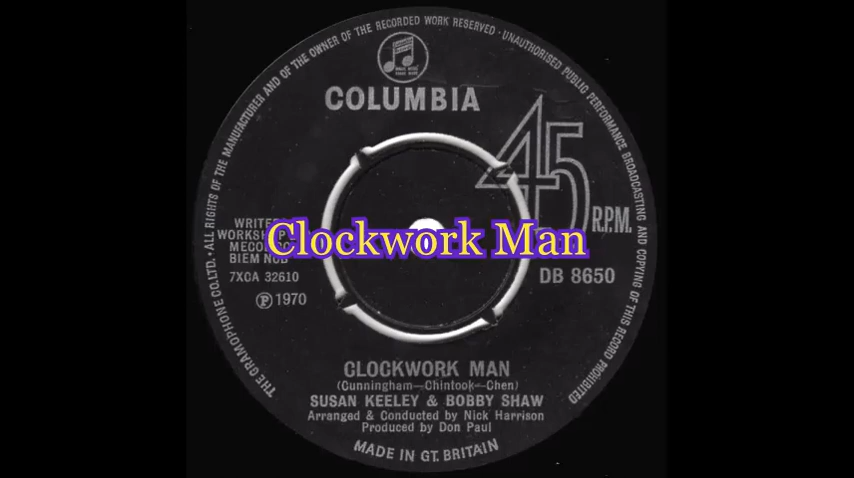 THE GRAMOPHONE CO. LTD. • ALL RIGHTS OF THE MANUFACTURER AND OF THE OWNER OF THE RECORDED WORK RESERVED • UNAUTHORISED PUBLIC PERFORMANCE BROADCASTING AND COPYING OF THIS RECORD PROHIBITED
COLUMBIA
45
R.P.M.
WORKSHOP
BIEM NCB
7XCA 32610
Ⓟ 1970
Clockwork Man
DB 8650
CLOCKWORK MAN
(Cunningham—Chintook—Chen)
SUSAN KEELEY & BOBBY SHAW
Arranged & Conducted by Nick Harrison
Produced by Don Paul
MADE IN GT. BRITAIN